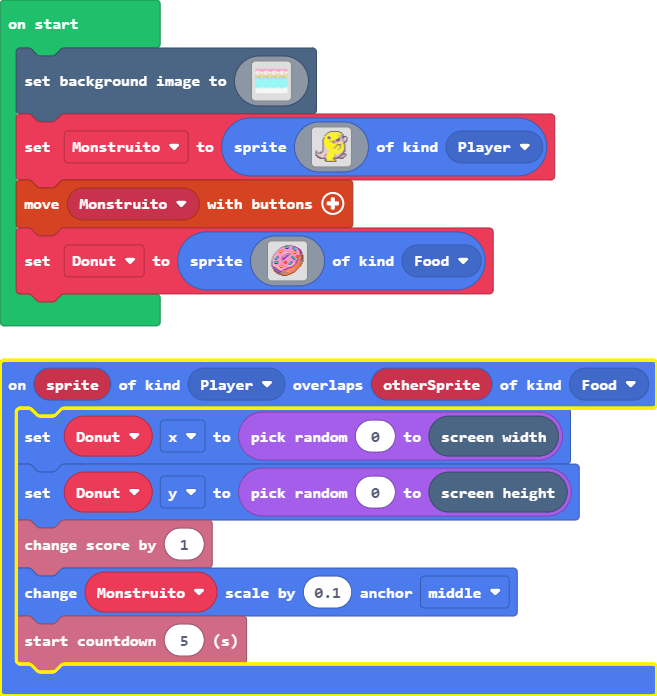 on start
set background image to
set Monstruito to sprite of kind Player
move Monstruito with buttons
set Donut to sprite of kind Food
on sprite of kind Player overlaps otherSprite of kind Food
set Donut x to pick random 0 to screen width
set Donut y to pick random 0 to screen height
change score by 1
change Monstruito scale by 0.1 anchor middle
start countdown 5 (s)